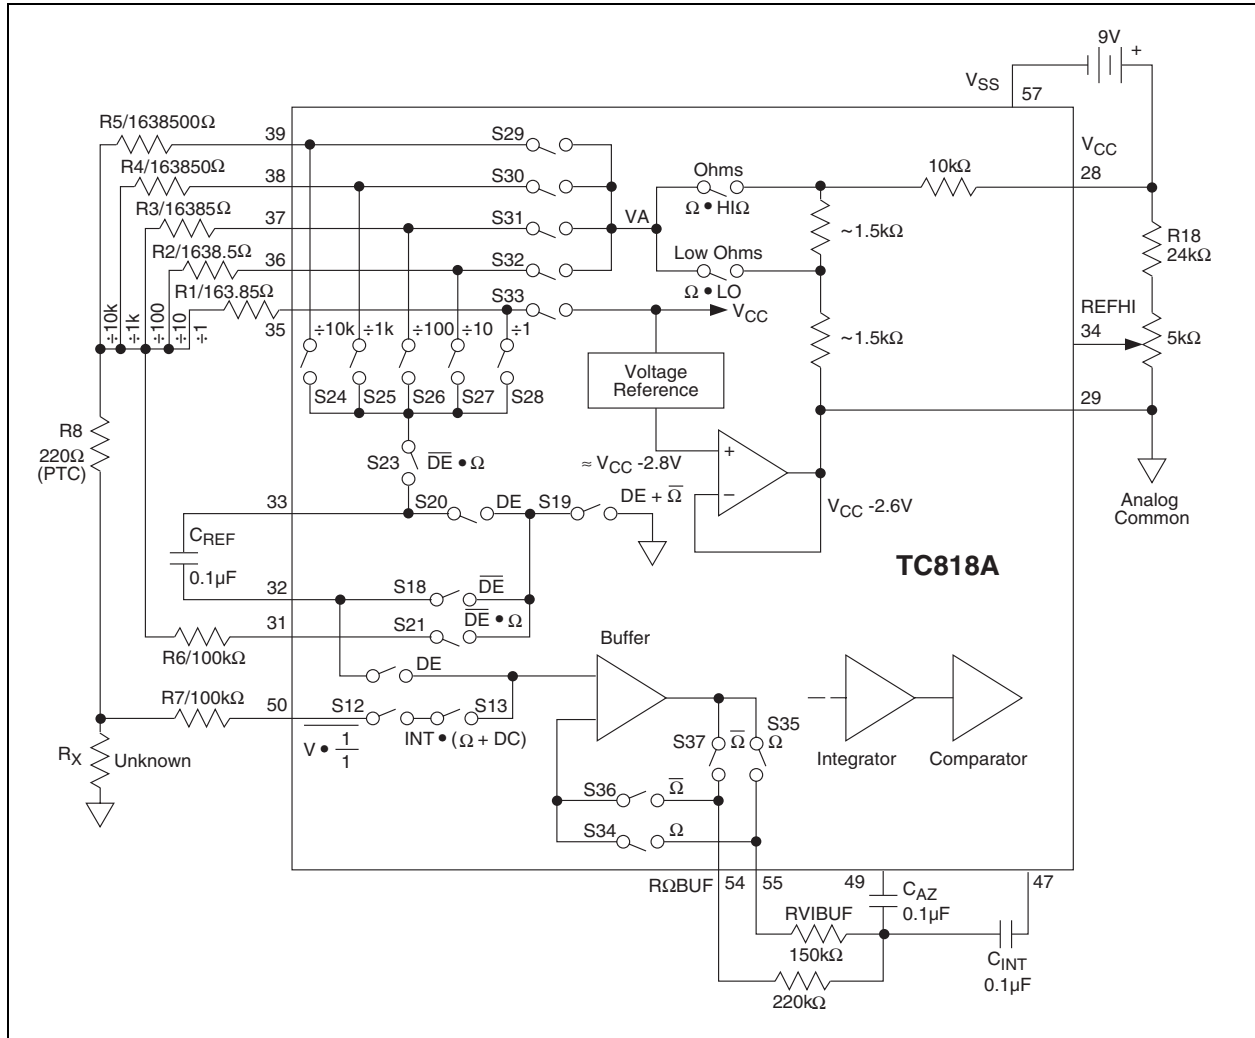 9V
+
VSS
57
R5/1638500Ω
39
S29
VCC
R4/163850Ω
38
S30
Ohms
10kΩ
28
Ω • HIΩ
R3/16385Ω
37
S31
VA
~1.5kΩ
R18
24kΩ
R2/1638.5Ω
36
S32
Low Ohms
Ω • LO
R1/163.85Ω
35
S33
VCC
REFHI
34
÷10k
÷1k
÷100
÷10
÷1
÷10k
÷1k
÷100
÷10
÷1
~1.5kΩ
5kΩ
Voltage
Reference
S24
S25
S26
S27
S28
29
R8
220Ω
(PTC)
S23
D̅E̅ • Ω
≈ VCC -2.8V
+
−
VCC -2.6V
Analog
Common
33
S20
DE
S19
DE + Ω̅
CREF
0.1µF
TC818A
32
S18
D̅E̅
D̅E̅ • Ω
31
S21
R6/100kΩ
Buffer
DE
R7/100kΩ
50
S12
S13
V • 1/1
INT • (Ω + DC)
S37
Ω̅
S35
Ω
Integrator
Comparator
RX
Unknown
S36
Ω̅
S34
Ω
RΩBUF
54
55
49
CAZ
0.1µF
47
RVIBUF
150kΩ
CINT
0.1µF
220kΩ